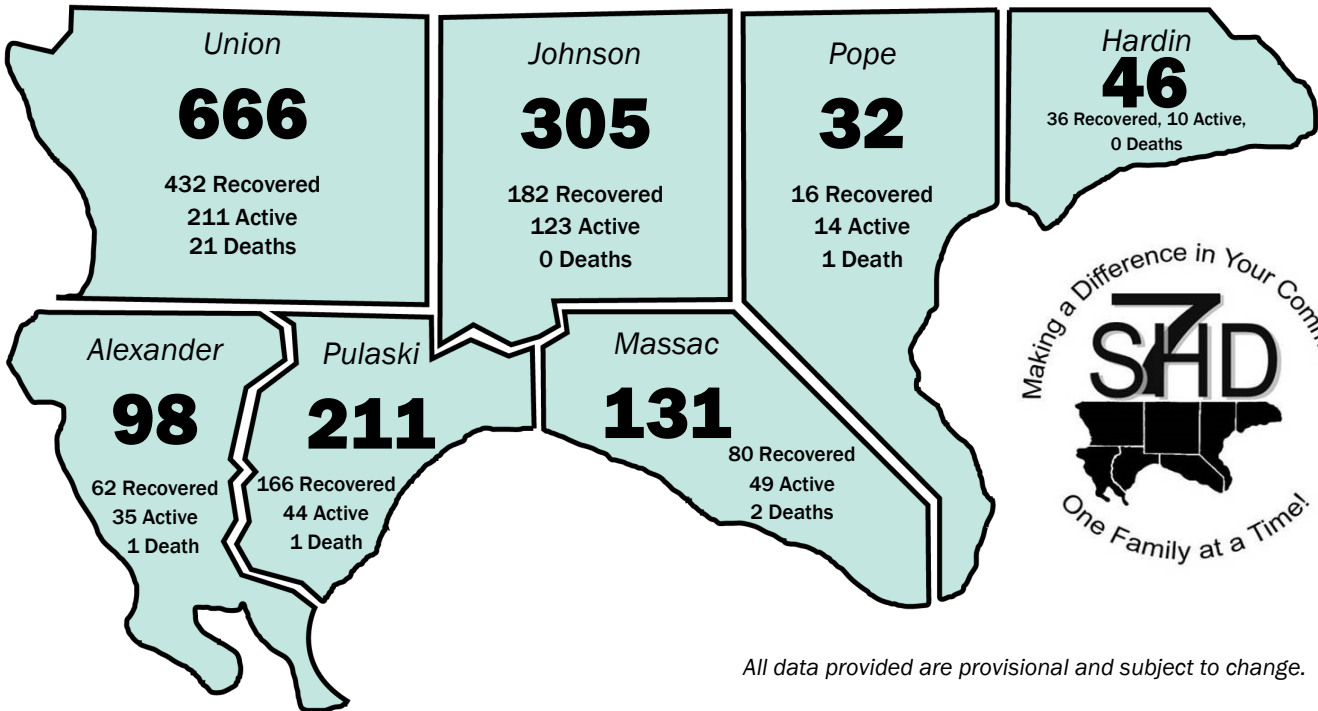 Union
666
432 Recovered
211 Active
21 Deaths
Johnson
305
182 Recovered
123 Active
0 Deaths
Pope
32
16 Recovered
14 Active
1 Death
Hardin
46
36 Recovered, 10 Active,
0 Deaths
Alexander
98
62 Recovered
35 Active
1 Death
Pulaski
211
166 Recovered
44 Active
1 Death
Massac
131
80 Recovered
49 Active
2 Deaths
Making a Difference in Your
S7HD
One Family at a Time!
All data provided are provisional and subject to change.